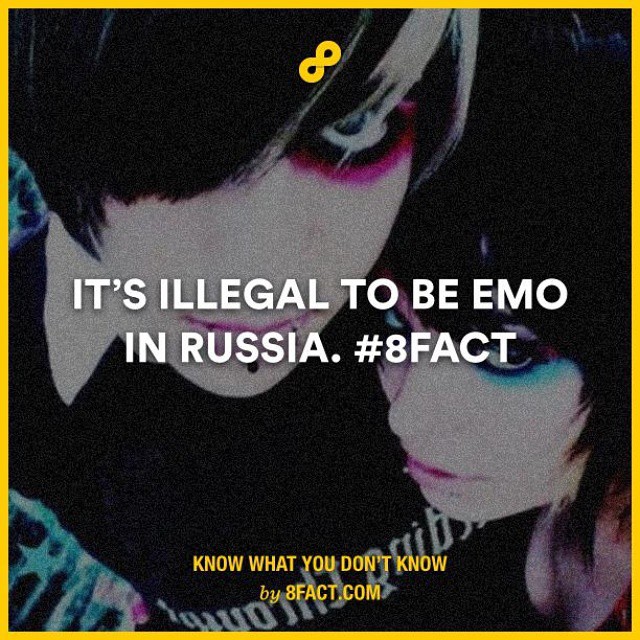 IT'S ILLEGAL TO BE EMO
IN RUSSIA. #8FACT
KNOW WHAT YOU DON'T KNOW
by 8FACT.COM